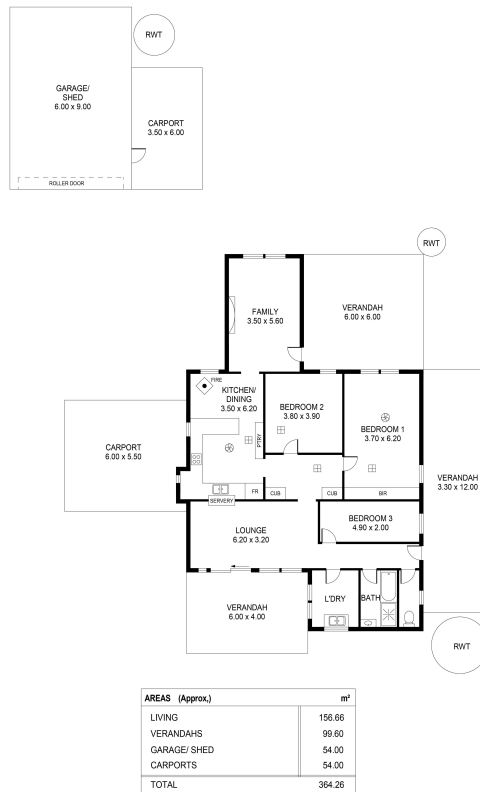 RWT
GARAGE/
SHED
6.00 x 9.00
CARPORT
3.50 x 6.00
ROLLER DOOR
RWT
FAMILY
3.50 x 5.60
VERANDAH
6.00 x 6.00
FIRE
KITCHEN/
DINING
3.50 x 6.20
PTRY
BEDROOM 2
3.80 x 3.90
BEDROOM 1
3.70 x 6.20
CARPORT
6.00 x 5.50
VERANDAH
3.30 x 12.00
FR
CUB
CUB
BIR
SERVERY
BEDROOM 3
4.90 x 2.00
LOUNGE
6.20 x 3.20
L'DRY
BATH
VERANDAH
6.00 x 4.00
RWT
AREAS (Approx,) m²
LIVING 156.66
VERANDAHS 99.60
GARAGE/ SHED 54.00
CARPORTS 54.00
TOTAL 364.26